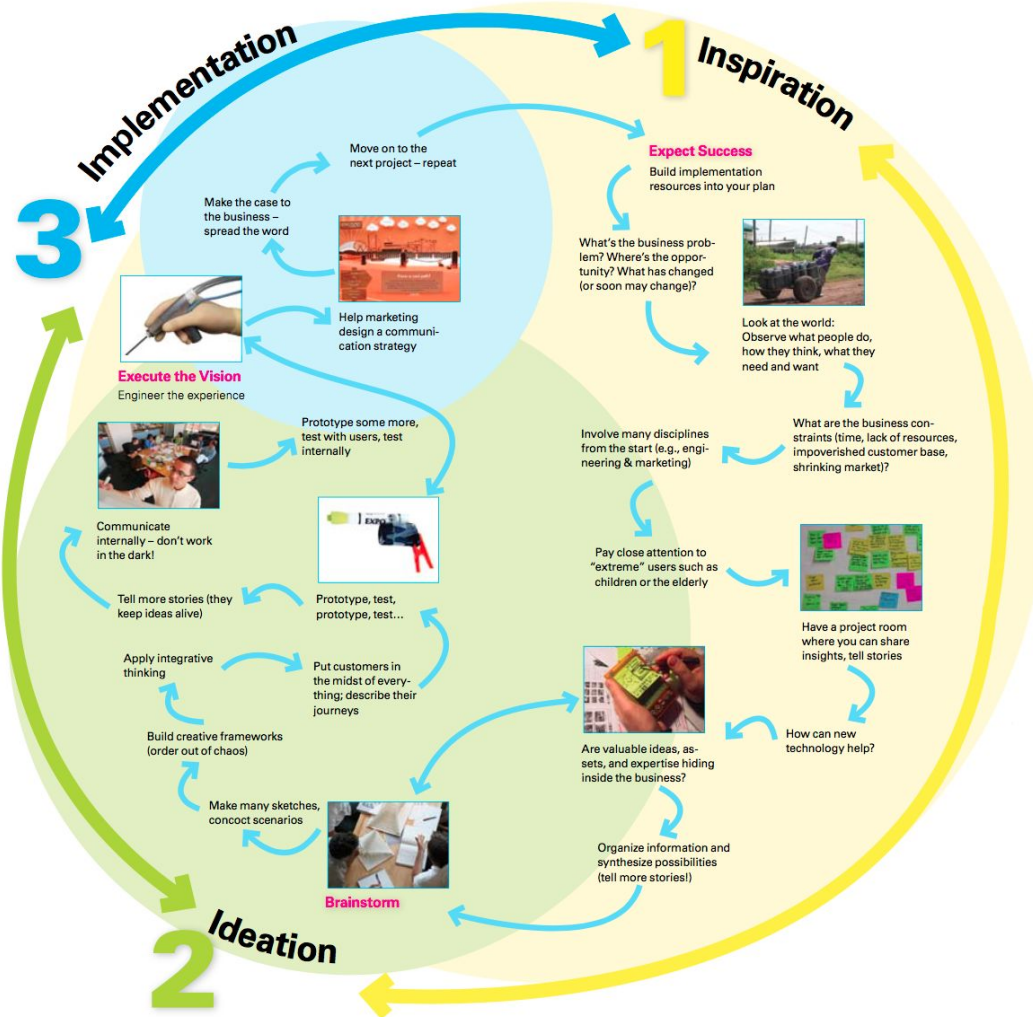 1
Inspiration
Expect Success
Build implementation
resources into your plan
What's the business prob-
lem? Where's the oppor-
tunity? What has changed
(or soon may change)?
Look at the world:
Observe what people do,
how they think, what they
need and want
What are the business con-
straints (time, lack of resources,
impoverished customer base,
shrinking market)?
Involve many disciplines
from the start (e.g., engi-
neering & marketing)
Pay close attention to
“extreme” users such as
children or the elderly
Have a project room
where you can share
insights, tell stories
How can new
technology help?
Are valuable ideas, as-
sets, and expertise hiding
inside the business?
Organize information and
synthesize possibilities
(tell more stories!)
2
Ideation
Brainstorm
Make many sketches,
concoct scenarios
Build creative frameworks
(order out of chaos)
Apply integrative
thinking
Put customers in
the midst of every-
thing; describe their
journeys
Prototype, test,
prototype, test...
EXPO
Tell more stories (they
keep ideas alive)
Communicate
internally – don't work
in the dark!
Prototype some more,
test with users, test
internally
3
Implementation
Execute the Vision
Engineer the experience
Help marketing
design a communi-
cation strategy
Make the case to
the business –
spread the word
Move on to the
next project – repeat